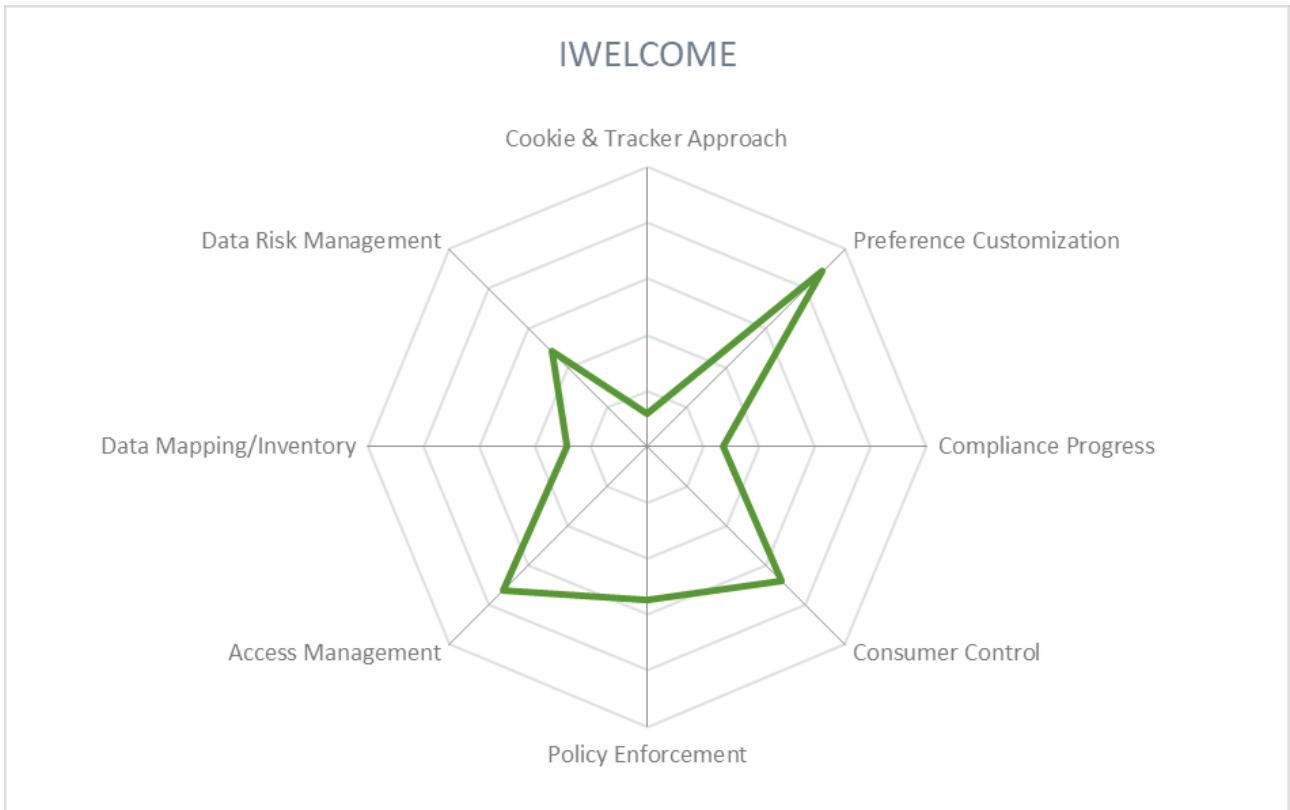 IWELCOME
Cookie & Tracker Approach
Data Risk Management
Preference Customization
Data Mapping/Inventory
Compliance Progress
Access Management
Consumer Control
Policy Enforcement